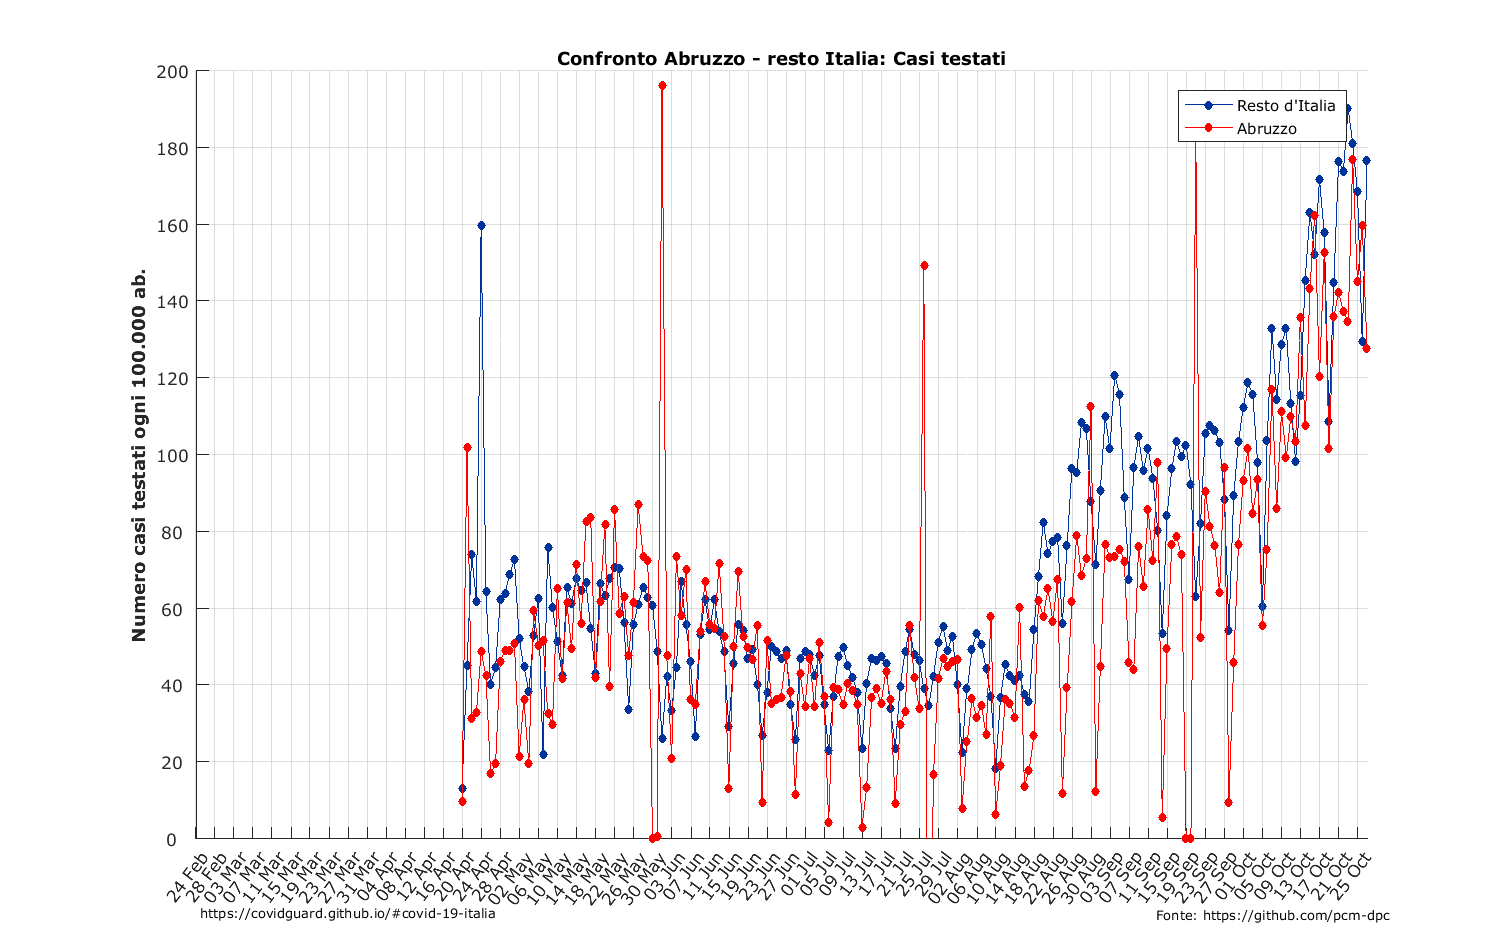 Confronto Abruzzo - resto Italia: Casi testati
Resto d'Italia
Abruzzo
Numero casi testati ogni 100.000 ab.
200
180
160
140
120
100
80
60
40
20
0
24 Feb
28 Feb
03 Mar
07 Mar
11 Mar
15 Mar
19 Mar
23 Mar
27 Mar
31 Mar
04 Apr
08 Apr
12 Apr
16 Apr
20 Apr
24 Apr
28 Apr
02 May
06 May
10 May
14 May
18 May
22 May
26 May
30 May
03 Jun
07 Jun
11 Jun
15 Jun
19 Jun
23 Jun
27 Jun
01 Jul
05 Jul
09 Jul
13 Jul
17 Jul
21 Jul
25 Jul
29 Jul
02 Aug
06 Aug
10 Aug
14 Aug
18 Aug
22 Aug
26 Aug
30 Aug
03 Sep
07 Sep
11 Sep
15 Sep
19 Sep
23 Sep
27 Sep
01 Oct
05 Oct
09 Oct
13 Oct
17 Oct
21 Oct
25 Oct
https://covidguard.github.io/#covid-19-italia
Fonte: https://github.com/pcm-dpc